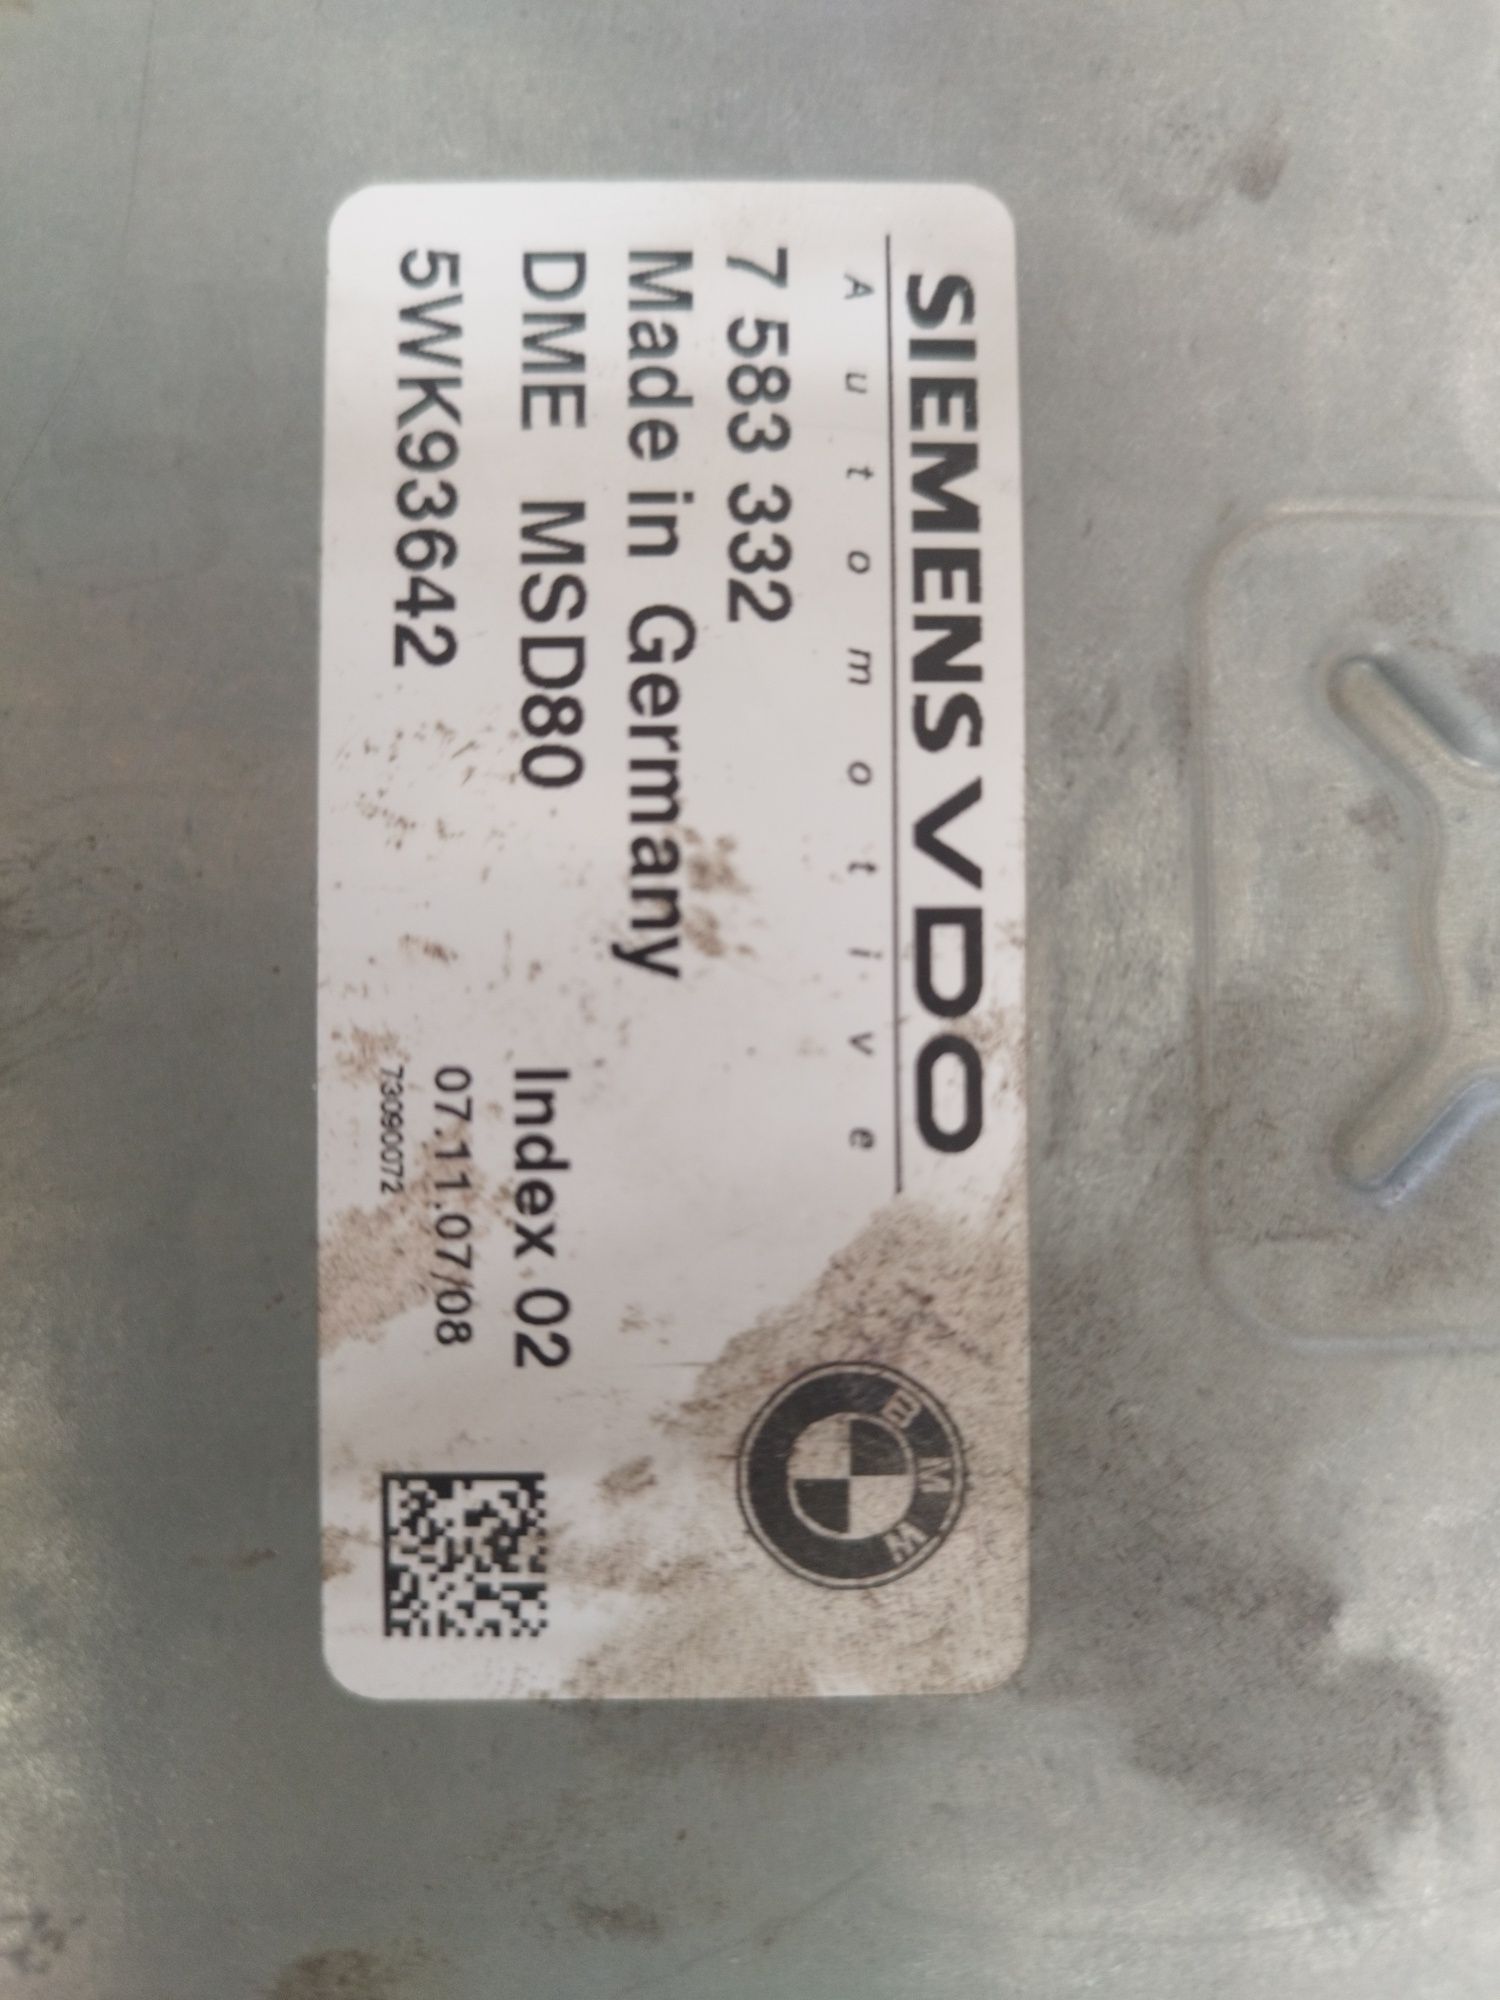 SIEMENS VDO
Automotive
7 583 332
Made in Germany
DME MSD80
Index 02
5WK93642
07.11.07/08
73090072
BMW